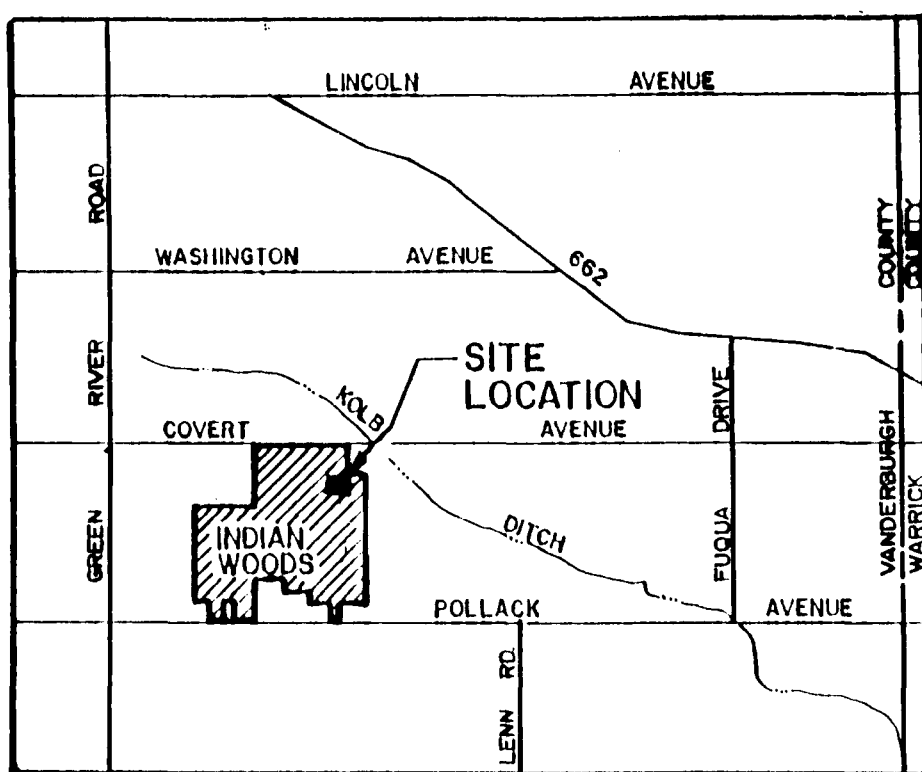 LINCOLN AVENUE
ROAD
WASHINGTON AVENUE
662
COUNTY
COUNTY
SITE
LOCATION
RIVER
KOLB
DRIVE
COVERT AVENUE
VANDERBURGH
WARRICK
GREEN
INDIAN
WOODS
DITCH
FUQUA
POLLACK AVENUE
LENN RD.